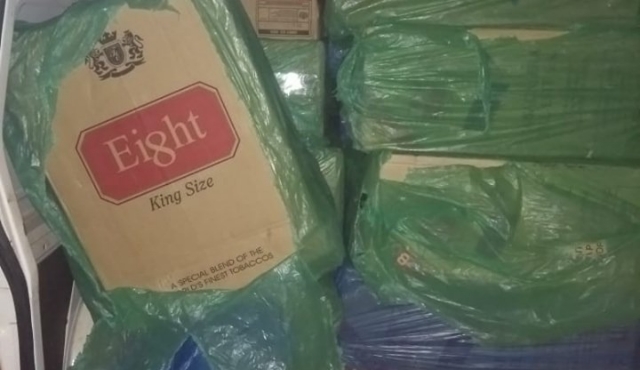 Eight
King Size
A SPECIAL BLEND OF THE
FINEST TOBACCOS